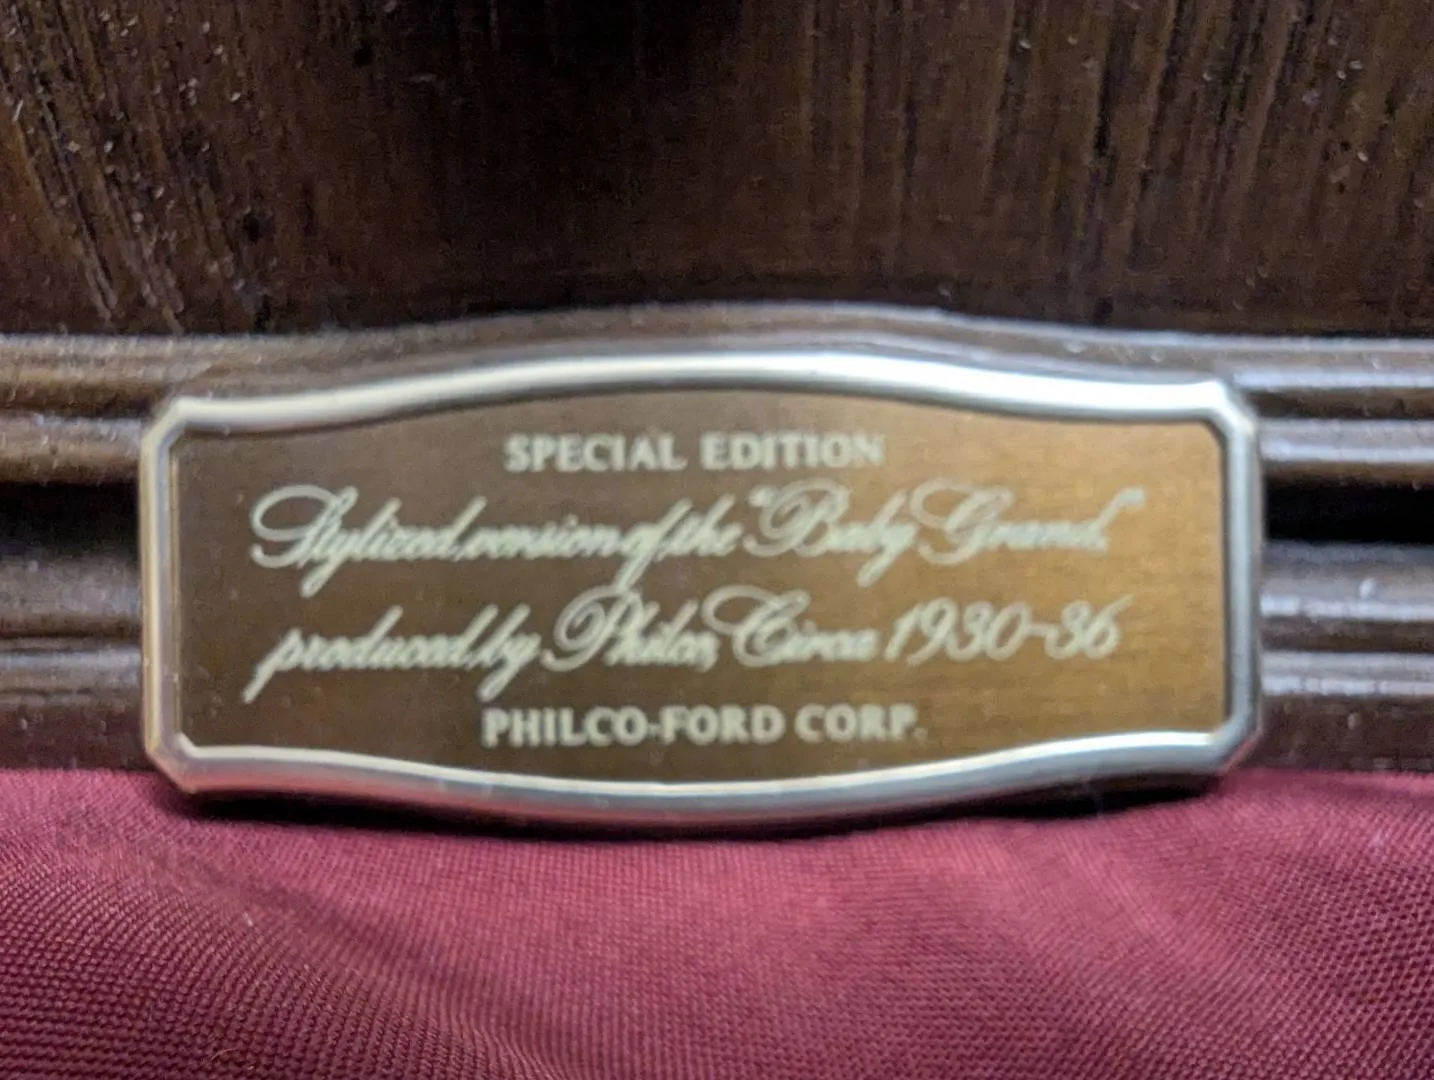 SPECIAL EDITION
Stylized version of the "Baby Grand,"
produced by Philco, Circa 1930-36
PHILCO-FORD CORP.